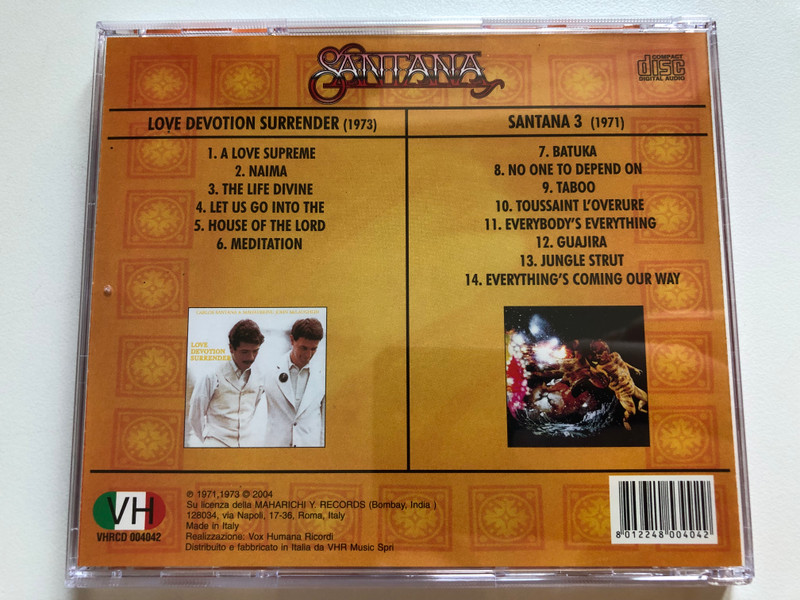 SANTANA
COMPACT
disc
DIGITAL AUDIO
LOVE DEVOTION SURRENDER (1973)
1. A LOVE SUPREME
2. NAIMA
3. THE LIFE DIVINE
4. LET US GO INTO THE
5. HOUSE OF THE LORD
6. MEDITATION
SANTANA 3 (1971)
7. BATUKA
8. NO ONE TO DEPEND ON
9. TABOO
10. TOUSSAINT L'OVERURE
11. EVERYBODY'S EVERYTHING
12. GUAJIRA
13. JUNGLE STRUT
14. EVERYTHING'S COMING OUR WAY
LOVE
DEVOTION
SURRENDER
VH
VHRCD 004042
℗ 1971,1973 © 2004
Su licenza della MAHARICHI Y. RECORDS (Bombay, India )
128034, via Napoli, 17-36, Roma, Italy
Made in Italy
Realizzazione: Vox Humana Ricordi
Distribuito e fabbricato in Italia da VHR Music Spri
8 012248 004042